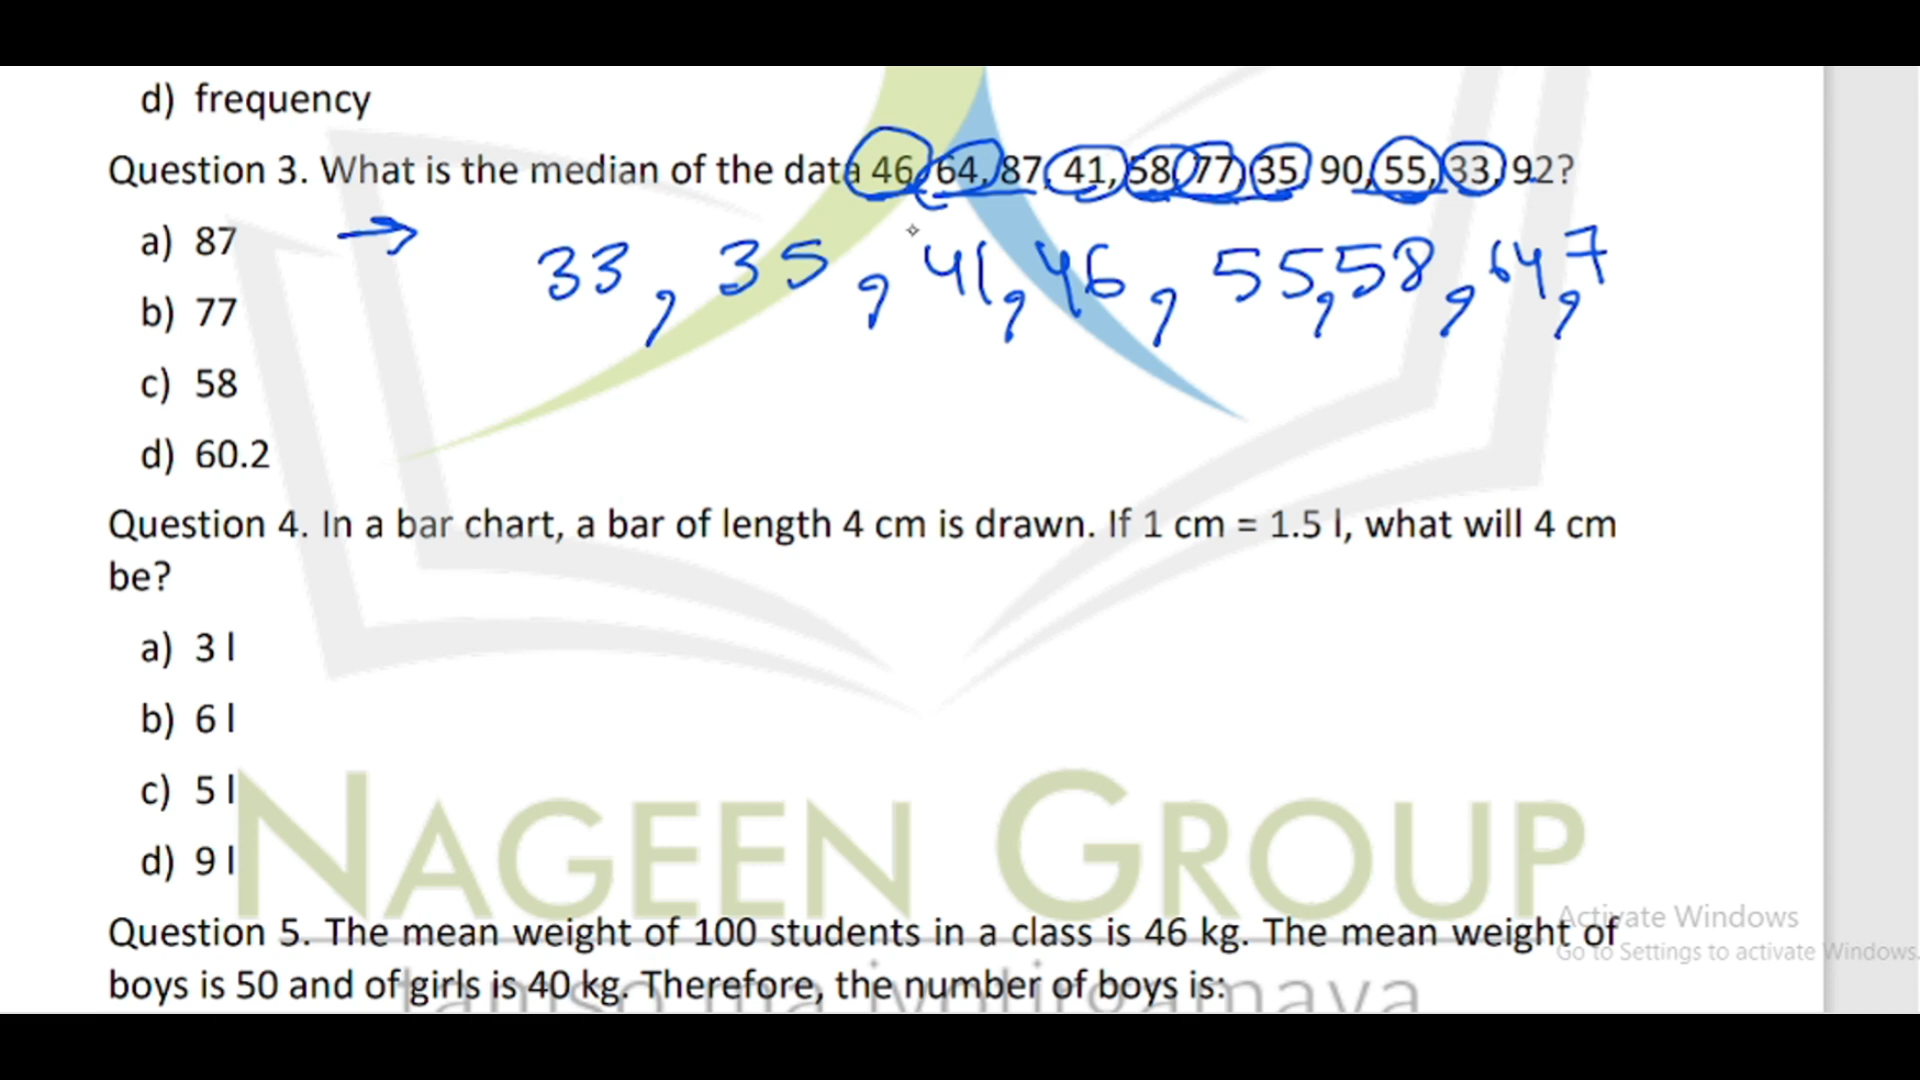 d) frequency
Question 3. What is the median of the data 46, 64, 87, 41, 58, 77, 35, 90, 55, 33, 92?
a) 87
33, 35, 41, 46, 55, 58, 64, 7
b) 77
c) 58
d) 60.2
Question 4. In a bar chart, a bar of length 4 cm is drawn. If 1 cm = 1.5 l, what will 4 cm
be?
a) 3 l
b) 6 l
c) 5 l
d) 9 l
NAGEEN GROUP
Activate Windows
Question 5. The mean weight of 100 students in a class is 46 kg. The mean weight of
Go to Settings to activate Windows.
boys is 50 and of girls is 40 kg. Therefore, the number of boys is: